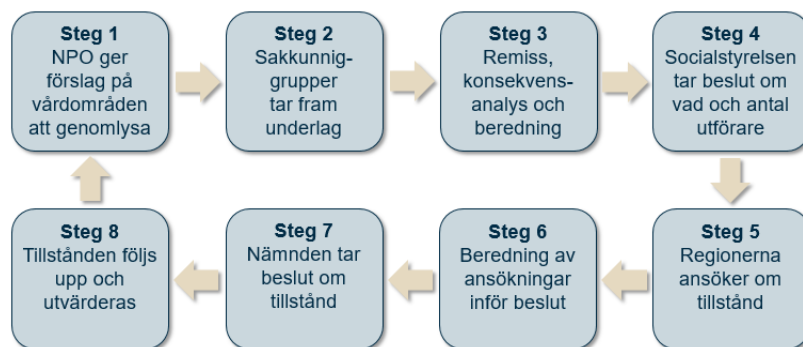 Steg 1
NPO ger
förslag på
vårdområden
att genomlysa
Steg 2
Sakkunnig-
grupper
tar fram
underlag
Steg 3
Remiss,
konsekvens-
analys och
beredning
Steg 4
Socialstyrelsen
tar beslut om
vad och antal
utförare
Steg 5
Regionerna
ansöker om
tillstånd
Steg 6
Beredning av
ansökningar
inför beslut
Steg 7
Nämnden tar
beslut om
tillstånd
Steg 8
Tillstånden följs
upp och
utvärderas